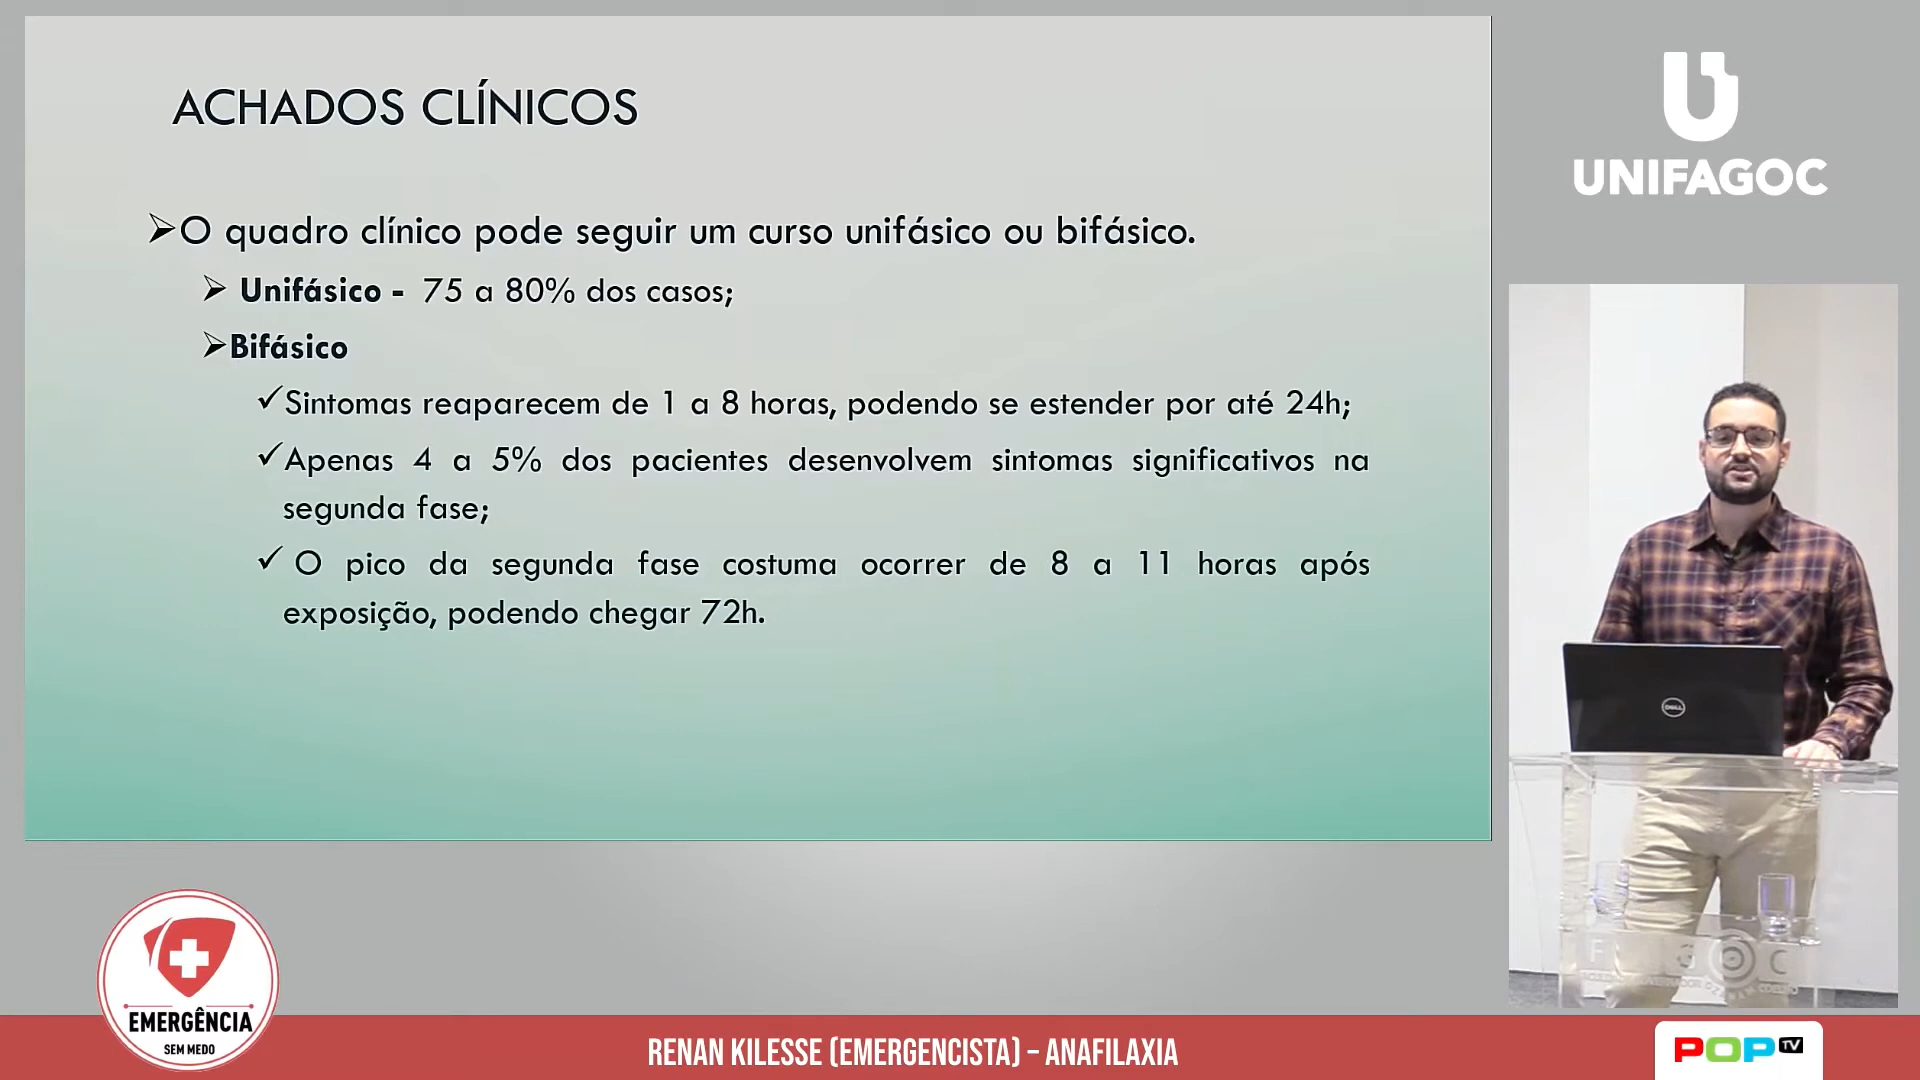 ACHADOS CLÍNICOS
➢O quadro clínico pode seguir um curso unifásico ou bifásico.
➢ Unifásico - 75 a 80% dos casos;
➢Bifásico
✓Sintomas reaparecem de 1 a 8 horas, podendo se estender por até 24h;
✓Apenas 4 a 5% dos pacientes desenvolvem sintomas significativos na
segunda fase;
✓ O pico da segunda fase costuma ocorrer de 8 a 11 horas após
exposição, podendo chegar 72h.
UNIFAGOC
DELL
EMERGÊNCIA
SEM MEDO
RENAN KILESSE (EMERGENCISTA) – ANAFILAXIA
POP TV